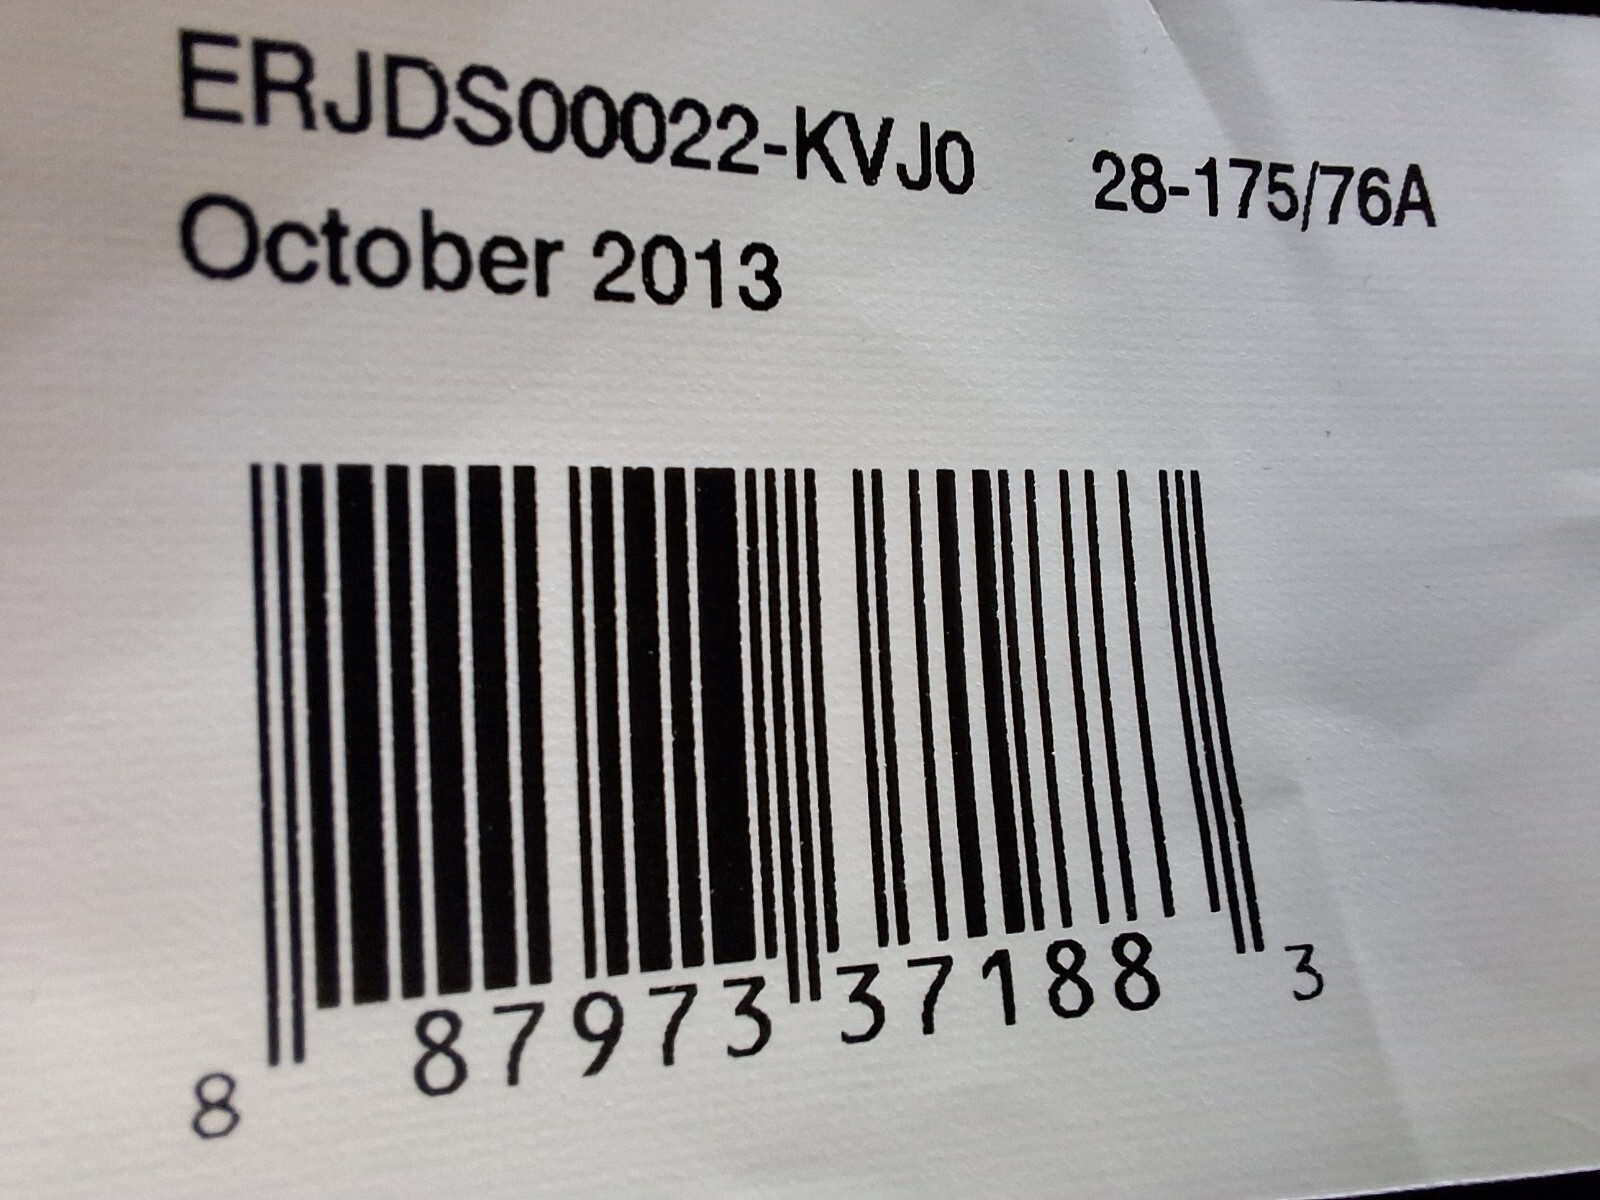 ERJDS00022-KVJ0 28-175/76A
October 2013
8 87973 37188 3